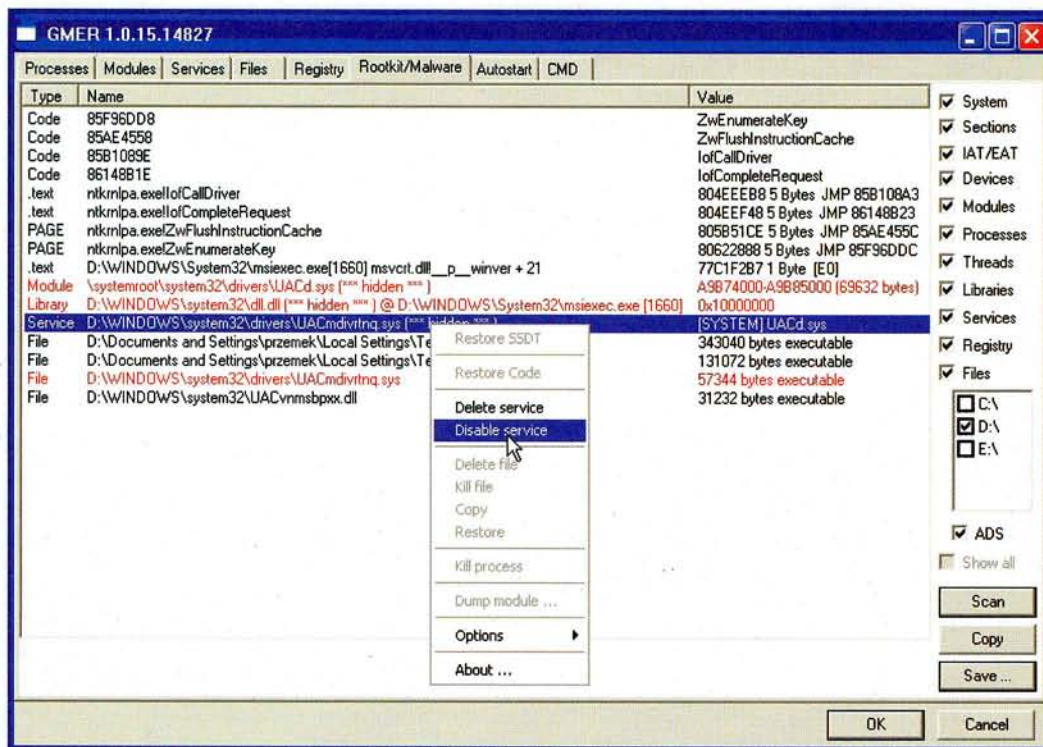 GMER 1.0.15.14827
Processes Modules Services Files Registry Rootkit/Malware Autostart CMD
Type Name Value
Code 85F96DD8 ZwEnumerateKey
Code 85AE4558 ZwFlushInstructionCache
Code 85B1089E IofCallDriver
Code 86148B1E IofCompleteRequest
.text ntkrnlpa.exe!IofCallDriver 804EEEB8 5 Bytes JMP 85B108A3
.text ntkrnlpa.exe!IofCompleteRequest 804EEF48 5 Bytes JMP 86148B23
PAGE ntkrnlpa.exe!ZwFlushInstructionCache 805B51CE 5 Bytes JMP 85AE455C
PAGE ntkrnlpa.exe!ZwEnumerateKey 80622888 5 Bytes JMP 85F96DDC
.text D:\WINDOWS\System32\msiexec.exe[1660] msvcrt.dll!__p__winver + 21 77C1F2B7 1 Byte [E0]
Module \systemroot\system32\drivers\UACd.sys (*** hidden *** ) A9B74000-A9B85000 (69632 bytes)
Library D:\WINDOWS\system32\dll.dll (*** hidden *** ) @ D:\WINDOWS\System32\msiexec.exe [1660] 0x10000000
Service D:\WINDOWS\system32\drivers\UACmdivrtnq.sys (*** hidden *** ) [SYSTEM] UACd.sys
File D:\Documents and Settings\przemek\Local Settings\Te 343040 bytes executable
File D:\Documents and Settings\przemek\Local Settings\Te 131072 bytes executable
File D:\WINDOWS\system32\drivers\UACmdivrtnq.sys 57344 bytes executable
File D:\WINDOWS\system32\UACvnmsbpxx.dll 31232 bytes executable
Restore SSDT
Restore Code
Delete service
Disable service
Delete file
Kill file
Copy
Restore
Kill process
Dump module ...
Options
About ...
System
Sections
IAT/EAT
Devices
Modules
Processes
Threads
Libraries
Services
Registry
Files
C:\
D:\
E:\
ADS
Show all
Scan
Copy
Save ...
OK Cancel